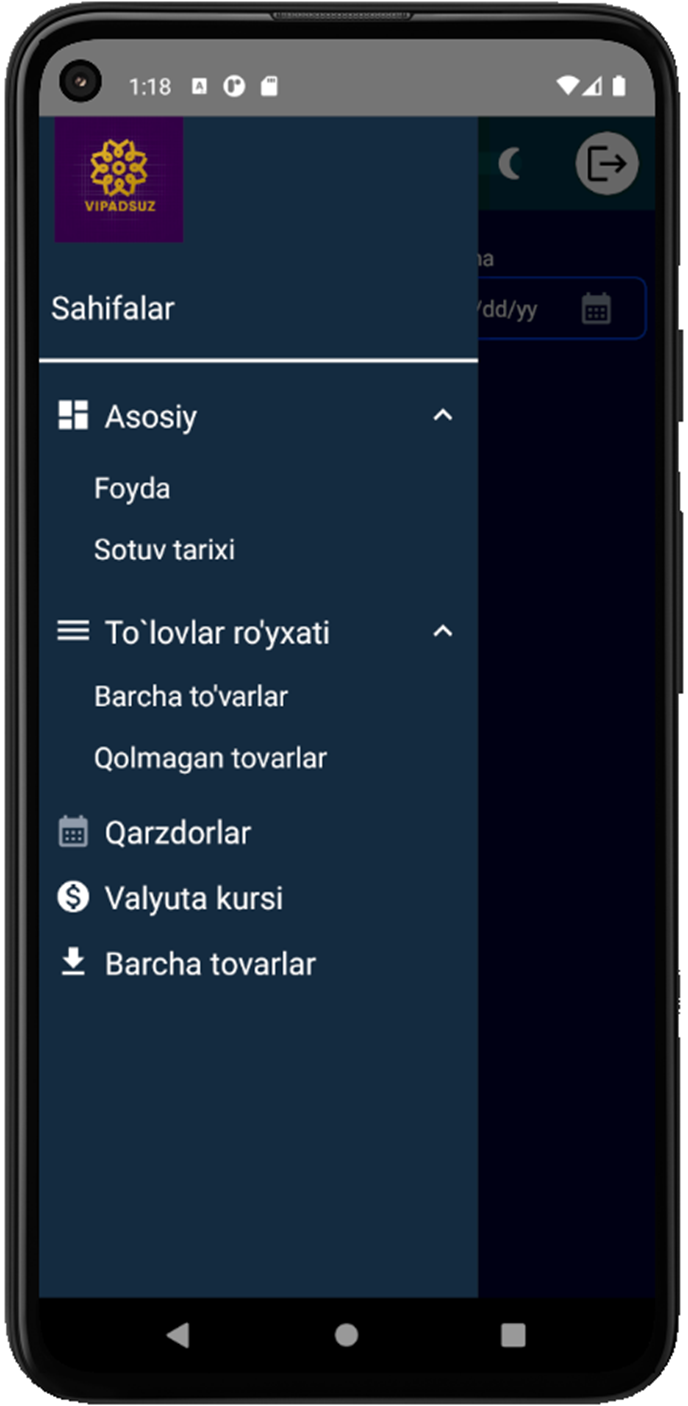 1:18
VIPADSUZ
na
/dd/yy
Sahifalar
Asosiy
Foyda
Sotuv tarixi
To`lovlar ro'yxati
Barcha to'varlar
Qolmagan tovarlar
Qarzdorlar
Valyuta kursi
Barcha tovarlar